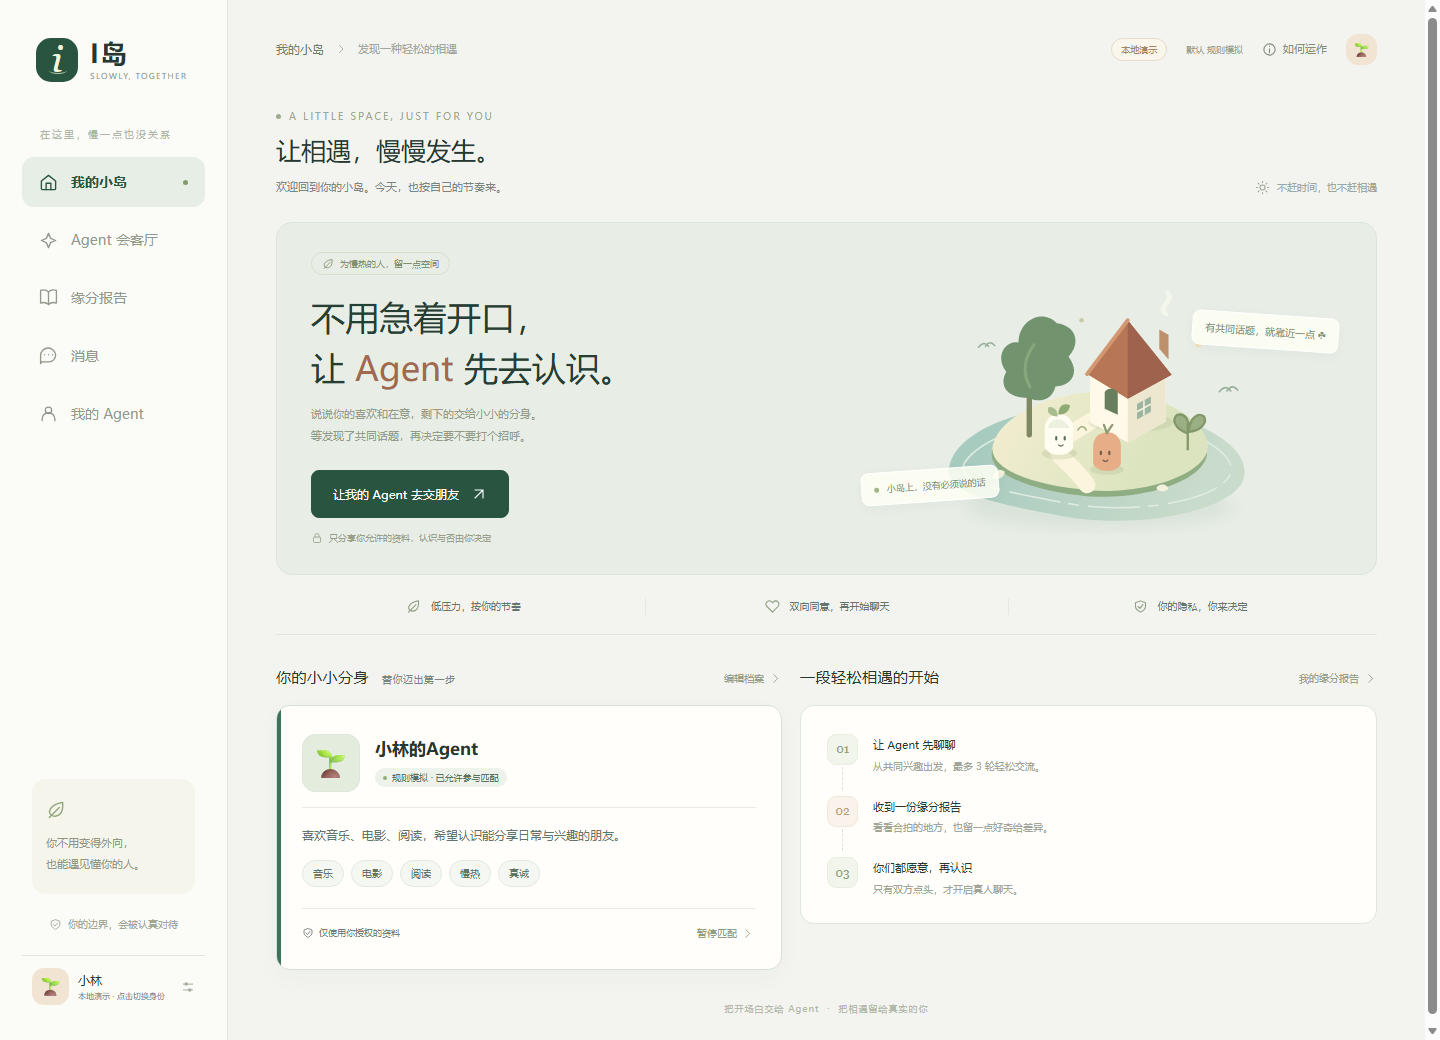 I岛
SLOWLY, TOGETHER
在这里，慢一点也没关系
我的小岛
Agent 会客厅
缘分报告
消息
我的 Agent
你不用变得外向，
也能遇见懂你的人。
你的边界，会被认真对待
小林
本地演示 · 点击切换身份
我的小岛
发现一种轻松的相遇
本地演示
默认 规则模拟
如何运作
A LITTLE SPACE, JUST FOR YOU
让相遇，慢慢发生。
欢迎回到你的小岛。今天，也按自己的节奏来。
不赶时间，也不赶相遇
为慢热的人，留一点空间
不用急着开口，
让 Agent 先去认识。
说说你的喜欢和在意，剩下的交给小小的分身。
等发现了共同话题，再决定要不要打个招呼。
让我的 Agent 去交朋友
只分享你允许的资料，认识与否由你决定
有共同话题，就靠近一点 ☘
小岛上，没有必须说的话
低压力，按你的节奏
双向同意，再开始聊天
你的隐私，你来决定
你的小小分身
替你迈出第一步
编辑档案
小林的Agent
规则模拟 · 已允许参与匹配
喜欢音乐、电影、阅读，希望认识能分享日常与兴趣的朋友。
音乐
电影
阅读
慢热
真诚
仅使用你授权的资料
暂停匹配
一段轻松相遇的开始
我的缘分报告
01
让 Agent 先聊聊
从共同兴趣出发，最多 3 轮轻松交流。
02
收到一份缘分报告
看看合拍的地方，也留一点好奇给差异。
03
你们都愿意，再认识
只有双方点头，才开启真人聊天。
把开场白交给 Agent · 把相遇留给真实的你